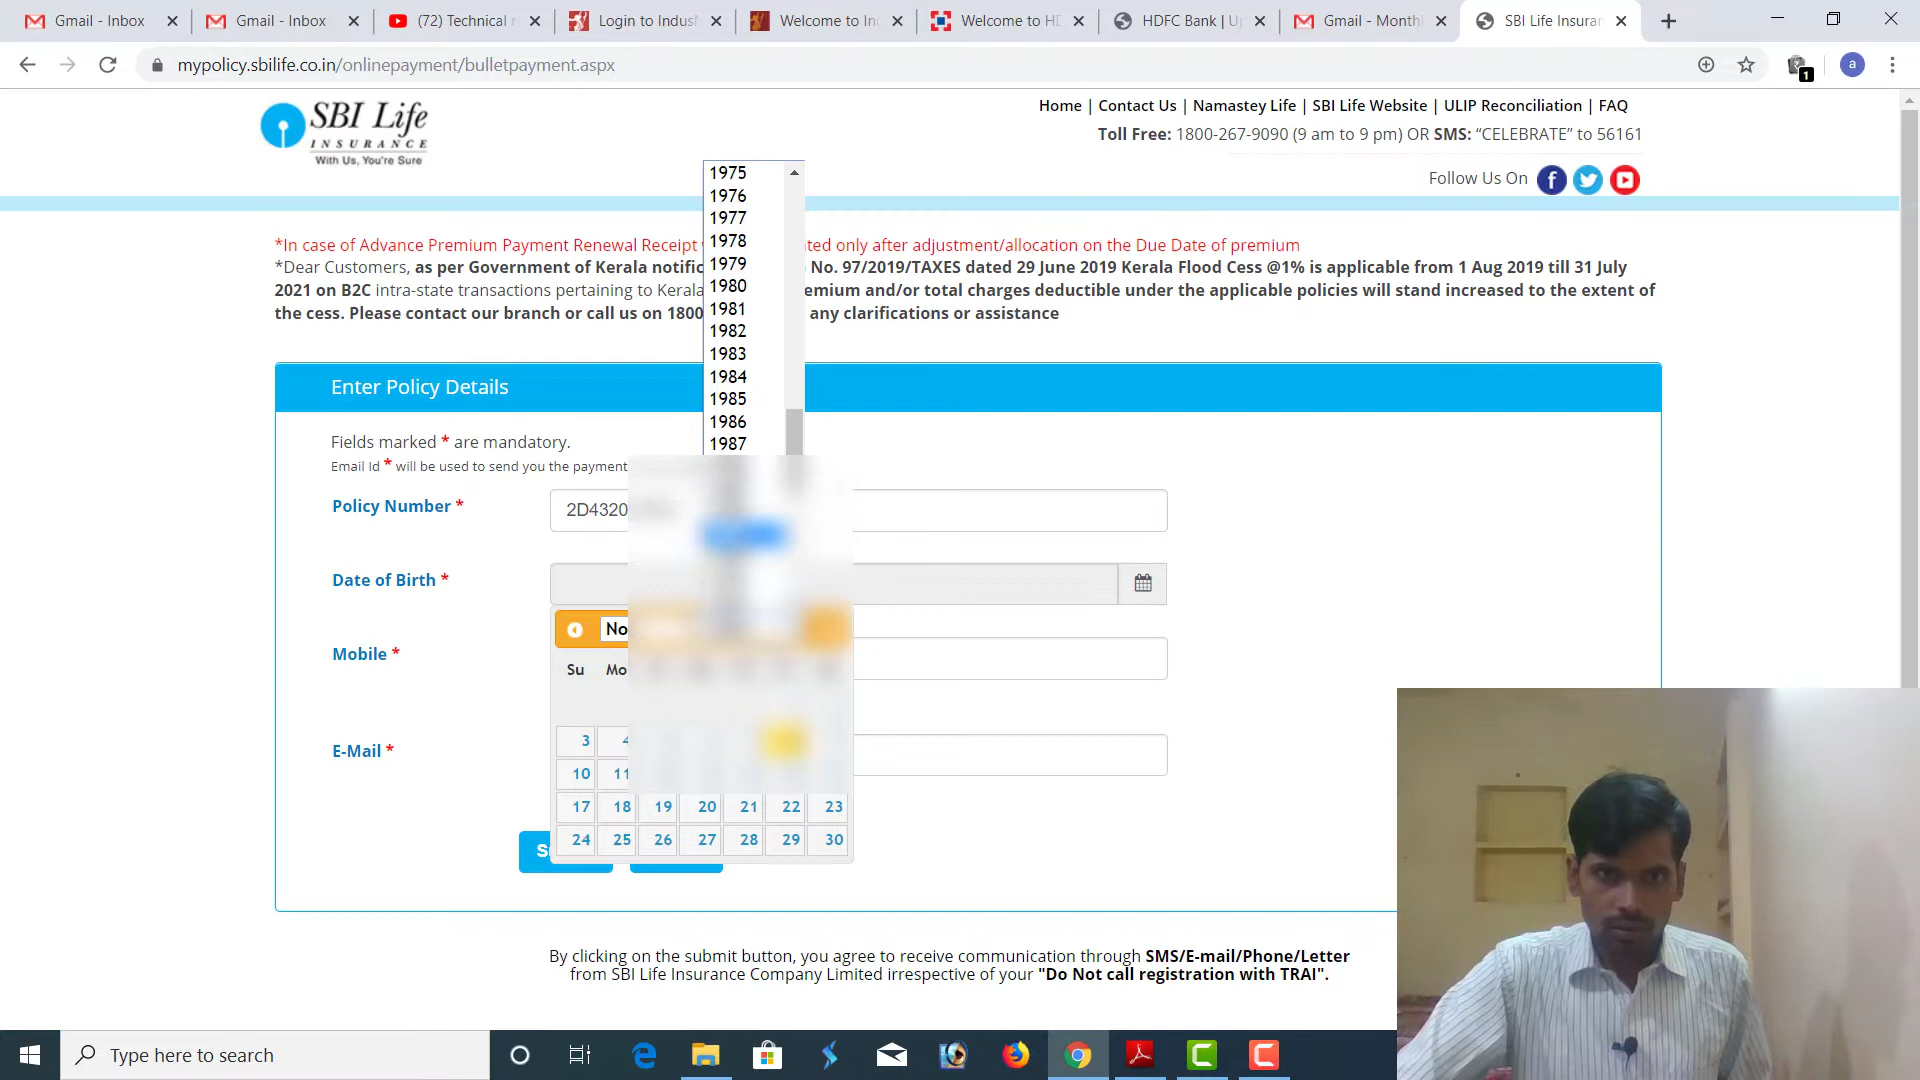 Gmail - Inbox
Gmail - Inbox
(72) Technical
Login to IndusI
Welcome to Inc
Welcome to HD
HDFC Bank | Up
Gmail - Month
SBI Life Insuran
mypolicy.sbilife.co.in/onlinepayment/bulletpayment.aspx
1
a
SBI Life
INSURANCE
With Us, You're Sure
Home | Contact Us | Namastey Life | SBI Life Website | ULIP Reconciliation | FAQ
Toll Free: 1800-267-9090 (9 am to 9 pm) OR SMS: “CELEBRATE” to 56161
Follow Us On
1975
1976
1977
1978
1979
1980
1981
1982
1983
1984
1985
1986
1987
*In case of Advance Premium Payment Renewal Receipt ted only after adjustment/allocation on the Due Date of premium
*Dear Customers, as per Government of Kerala notific No. 97/2019/TAXES dated 29 June 2019 Kerala Flood Cess @1% is applicable from 1 Aug 2019 till 31 July
2021 on B2C intra-state transactions pertaining to Kerala emium and/or total charges deductible under the applicable policies will stand increased to the extent of
the cess. Please contact our branch or call us on 1800 any clarifications or assistance
Enter Policy Details
Fields marked * are mandatory.
Email Id * will be used to send you the payment
Policy Number *
2D4320
Date of Birth *
No
Su Mo
Mobile *
3 4
E-Mail *
10 11
17 18 19 20 21 22 23
24 25 26 27 28 29 30
S
By clicking on the submit button, you agree to receive communication through SMS/E-mail/Phone/Letter
from SBI Life Insurance Company Limited irrespective of your "Do Not call registration with TRAI".
Type here to search